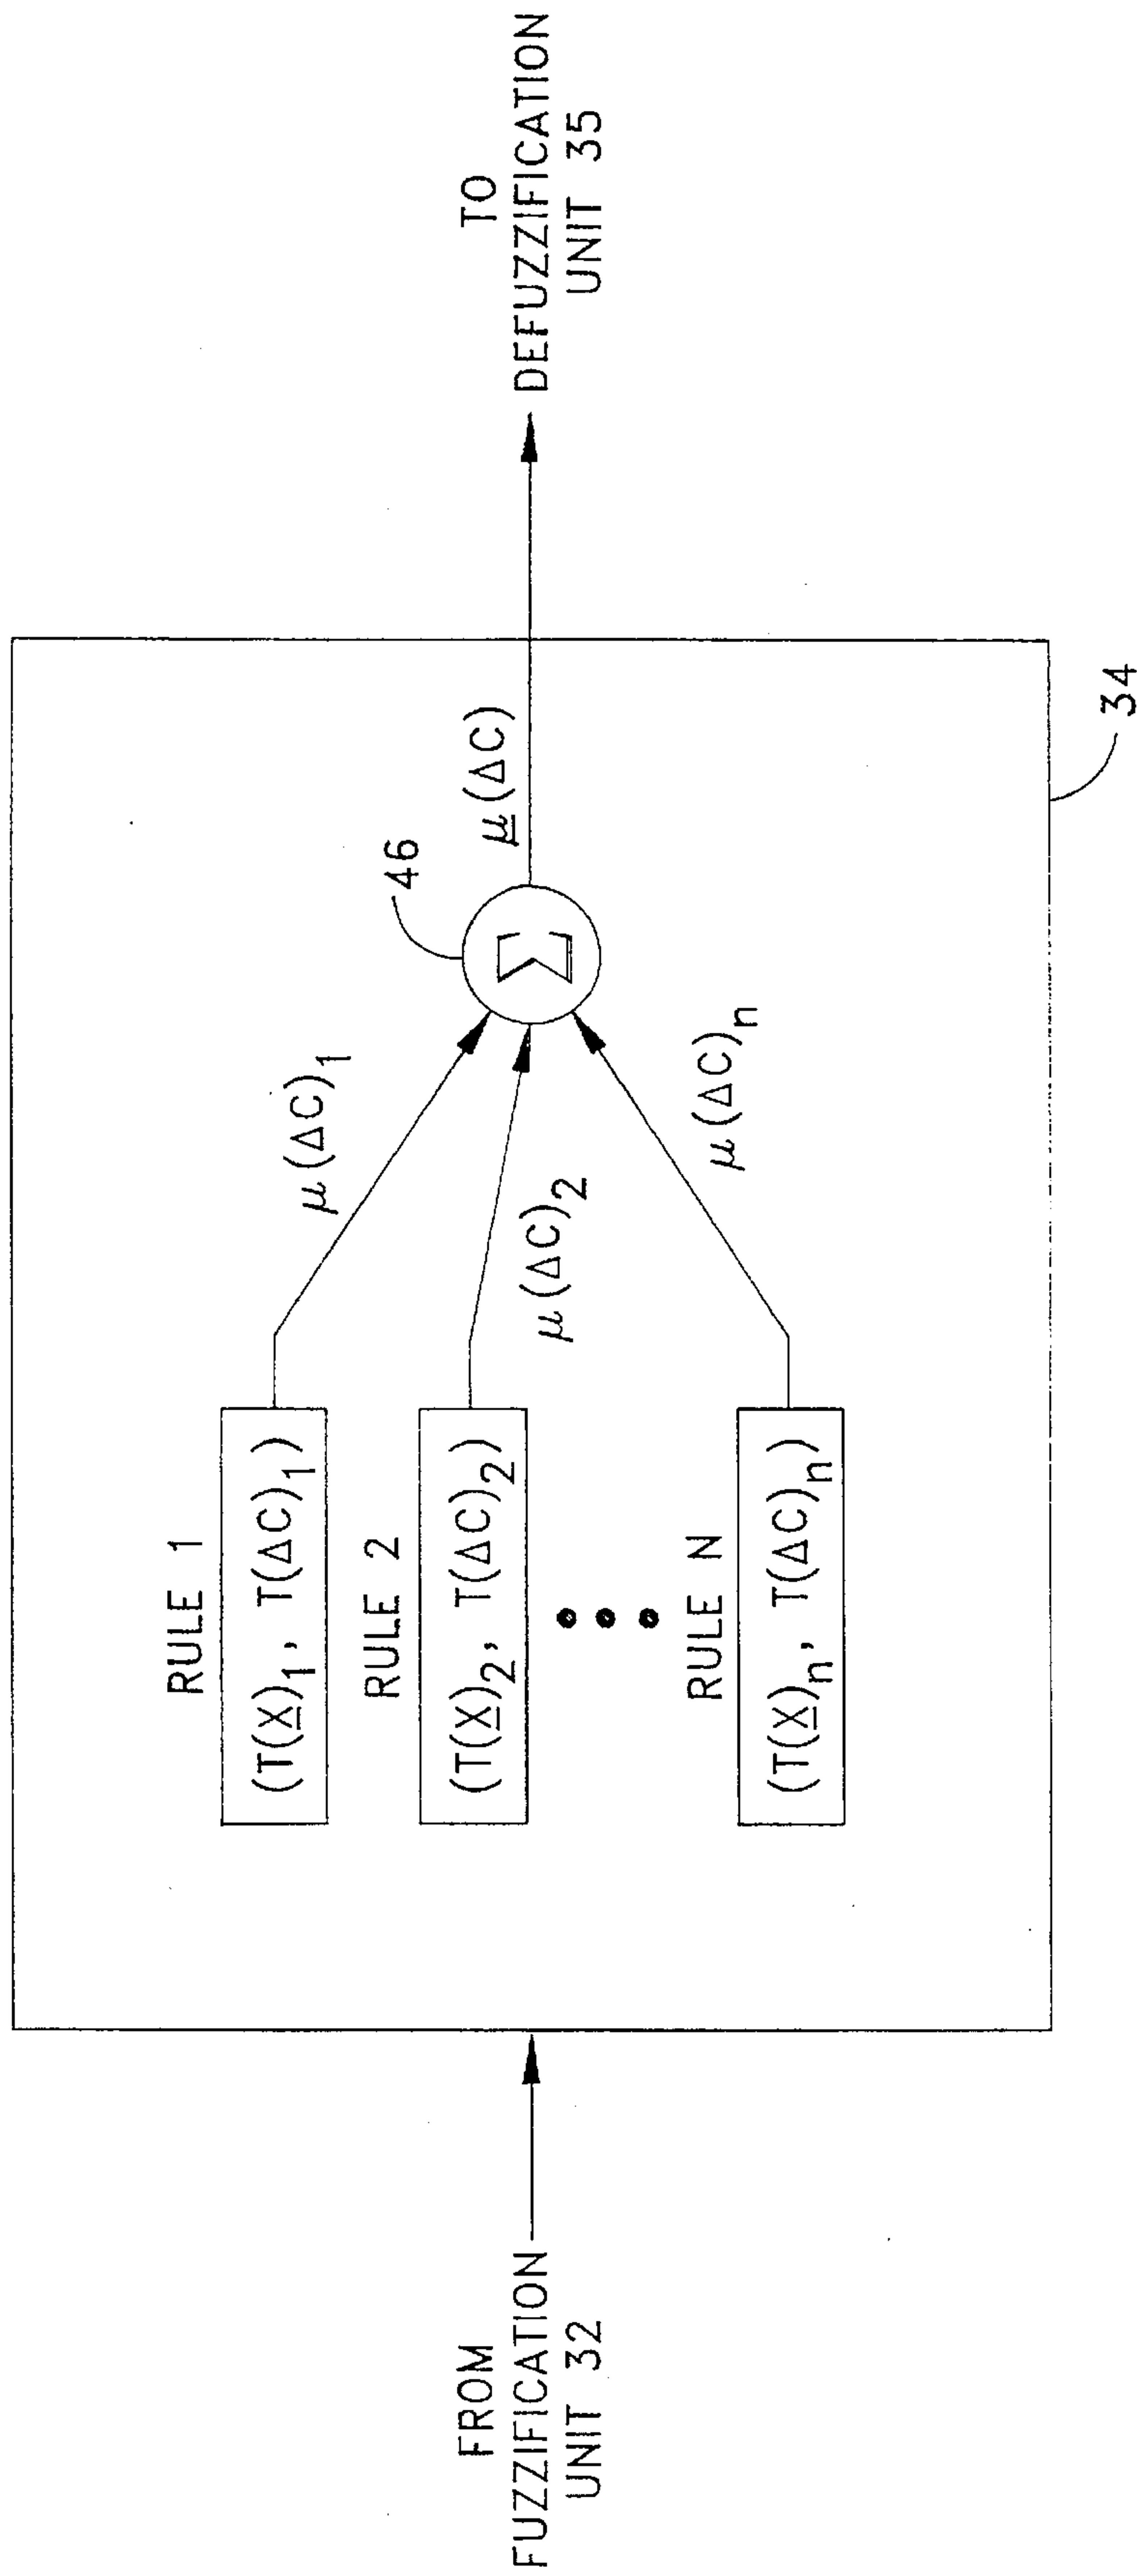 FROM
FUZZIFICATION
UNIT 32
RULE 1
(T(X̲)₁, T(ΔC)₁)
RULE 2
(T(X̲)₂, T(ΔC)₂)
RULE N
(T(X̲)ₙ, T(ΔC)ₙ)
μ(ΔC)₁
μ(ΔC)₂
μ(ΔC)ₙ
Σ
46
μ̲(ΔC)
34
TO
DEFUZZIFICATION
UNIT 35